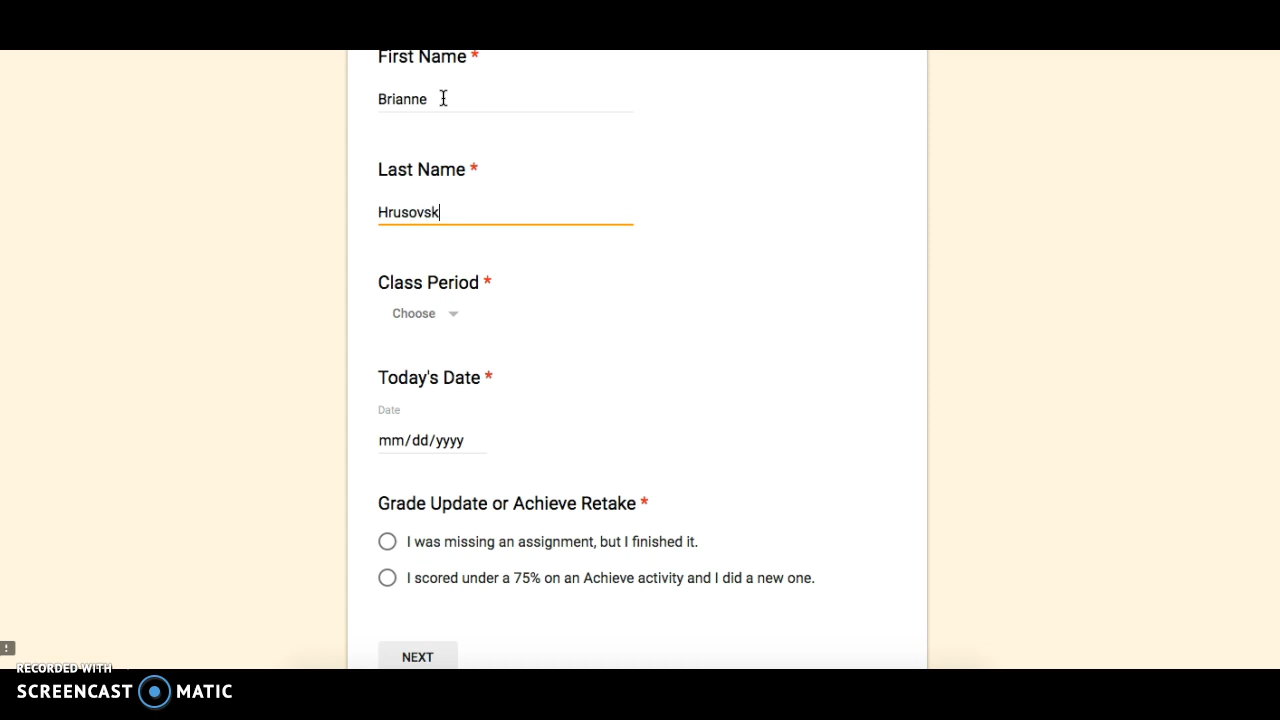 First Name *
Brianne
Last Name *
Hrusovsk
Class Period *
Choose
Today's Date *
Date
mm/dd/yyyy
Grade Update or Achieve Retake *
I was missing an assignment, but I finished it.
I scored under a 75% on an Achieve activity and I did a new one.
NEXT
!
RECORDED WITH
SCREENCAST MATIC